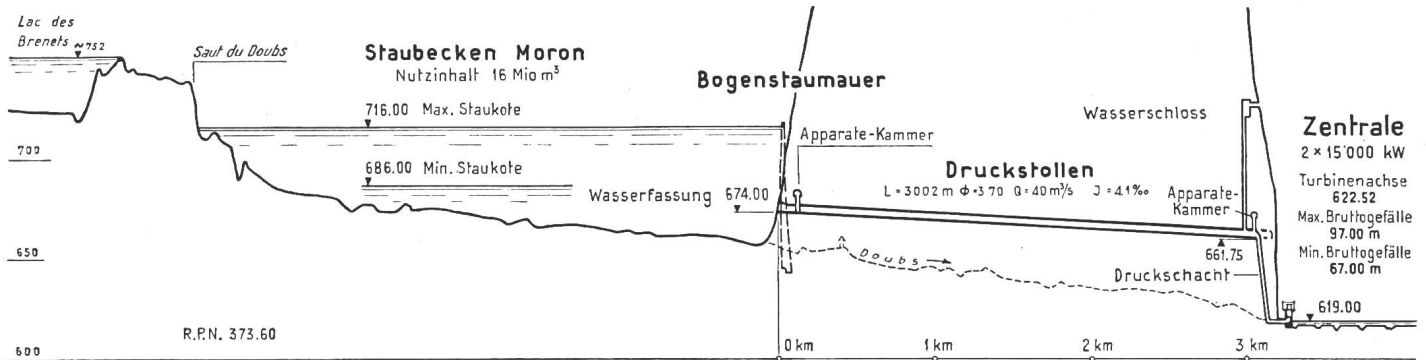 Lac des
Brenets ~752
Saut du Doubs
Staubecken Moron
Nutzinhalt 16 Mio m³
716.00 Max. Staukote
686.00 Min. Staukote
Bogenstaumauer
Apparate-Kammer
Wasserfassung 674.00
Druckstollen
L = 3002 m Φ = 3.70 Q = 40 m³/s J = 4.1‰
Wasserschloss
Apparate-
Kammer
661.75
Druckschacht
Doubs
Zentrale
2 × 15'000 kW
Turbinenachse
622.52
Max. Bruttogefälle
97.00 m
Min. Bruttogefälle
67.00 m
619.00
700
650
600
R.P.N. 373.60
0 km
1 km
2 km
3 km